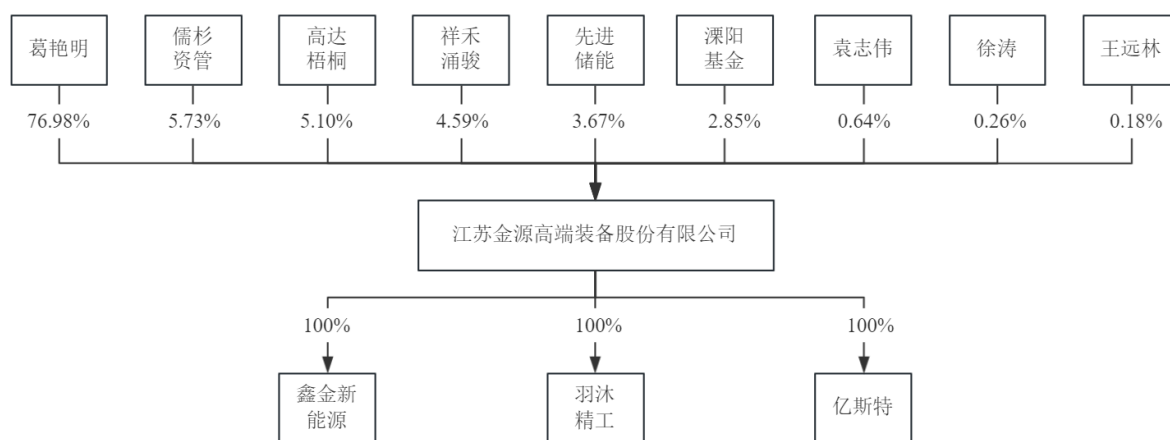 葛艳明
儒杉
资管
高达
梧桐
祥禾
涌骏
先进
储能
溧阳
基金
袁志伟
徐涛
王远林
76.98%
5.73%
5.10%
4.59%
3.67%
2.85%
0.64%
0.26%
0.18%
江苏金源高端装备股份有限公司
100%
100%
100%
鑫金新
能源
羽沐
精工
亿斯特